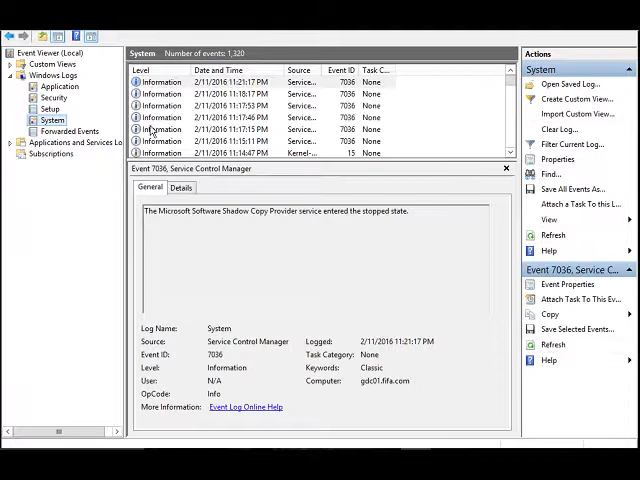 Event Viewer (Local)
Custom Views
Windows Logs
Application
Security
Setup
System
Forwarded Events
Applications and Services Lo
Subscriptions
System Number of events: 1,320
Level Date and Time Source Event ID Task C...
Information 2/11/2016 11:21:17 PM Service... 7036 None
Information 2/11/2016 11:18:17 PM Service... 7036 None
Information 2/11/2016 11:17:53 PM Service... 7036 None
Information 2/11/2016 11:17:46 PM Service... 7036 None
Information 2/11/2016 11:17:15 PM Service... 7036 None
Information 2/11/2016 11:15:11 PM Service... 7036 None
Information 2/11/2016 11:14:47 PM Kernel-... 15 None
Event 7036, Service Control Manager
General Details
The Microsoft Software Shadow Copy Provider service entered the stopped state.
Log Name: System
Source: Service Control Manager Logged: 2/11/2016 11:21:17 PM
Event ID: 7036 Task Category: None
Level: Information Keywords: Classic
User: N/A Computer: gdc01.fifa.com
OpCode: Info
More Information: Event Log Online Help
Actions
System
Open Saved Log...
Create Custom View...
Import Custom View...
Clear Log...
Filter Current Log...
Properties
Find...
Save All Events As...
Attach a Task To this L...
View
Refresh
Help
Event 7036, Service C...
Event Properties
Attach Task To This Ev...
Copy
Save Selected Events...
Refresh
Help